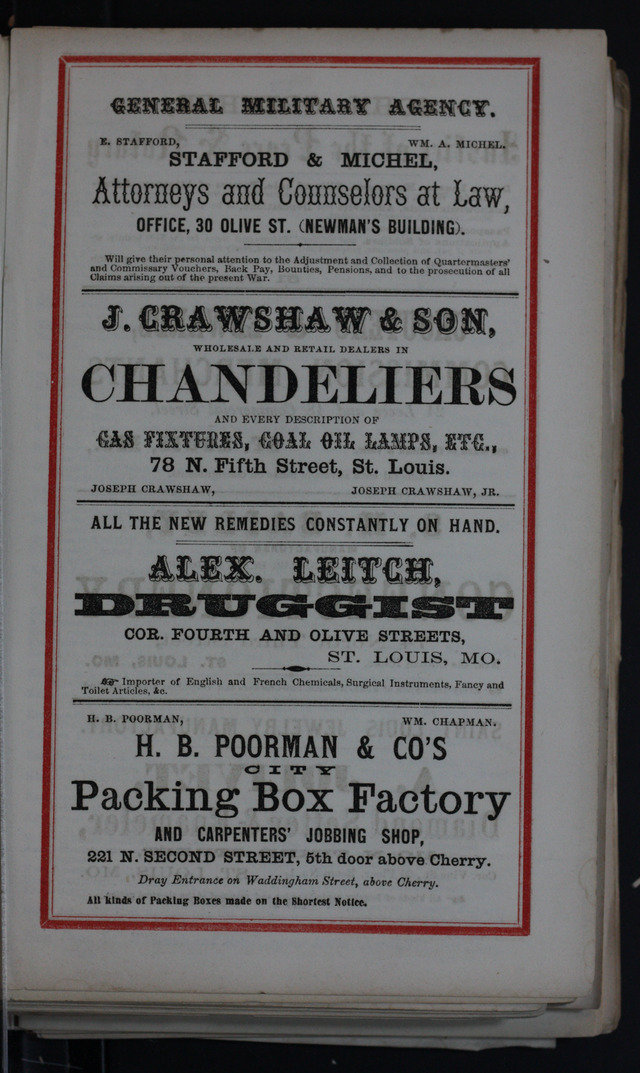 GENERAL MILITARY AGENCY.
E. STAFFORD, WM. A. MICHEL.
STAFFORD & MICHEL,
Attorneys and Counselors at Law,
OFFICE, 30 OLIVE ST. (NEWMAN'S BUILDING).
Will give their personal attention to the Adjustment and Collection of Quartermasters'
and Commissary Vouchers, Back Pay, Bounties, Pensions, and to the prosecution of all
Claims arising out of the present War.
J. CRAWSHAW & SON,
WHOLESALE AND RETAIL DEALERS IN
CHANDELIERS
AND EVERY DESCRIPTION OF
GAS FIXTURES, COAL OIL LAMPS, ETC.,
78 N. Fifth Street, St. Louis.
JOSEPH CRAWSHAW, JOSEPH CRAWSHAW, JR.
ALL THE NEW REMEDIES CONSTANTLY ON HAND.
ALEX. LEITCH,
DRUGGIST
COR. FOURTH AND OLIVE STREETS,
ST. LOUIS, MO.
☞ Importer of English and French Chemicals, Surgical Instruments, Fancy and
Toilet Articles, &c.
H. B. POORMAN, WM. CHAPMAN.
H. B. POORMAN & CO'S
CITY
Packing Box Factory
AND CARPENTERS' JOBBING SHOP,
221 N. SECOND STREET, 5th door above Cherry.
Dray Entrance on Waddingham Street, above Cherry.
All kinds of Packing Boxes made on the Shortest Notice.